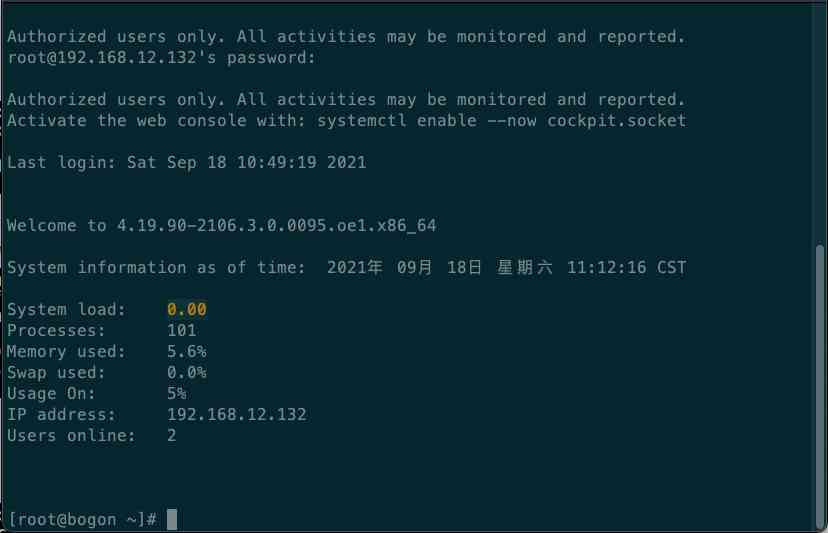 Authorized users only. All activities may be monitored and reported.
root@192.168.12.132's password:
Authorized users only. All activities may be monitored and reported.
Activate the web console with: systemctl enable --now cockpit.socket
Last login: Sat Sep 18 10:49:19 2021
Welcome to 4.19.90-2106.3.0.0095.oe1.x86_64
System information as of time:  2021年 09月 18日 星期六 11:12:16 CST
System load:    0.00
Processes:      101
Memory used:    5.6%
Swap used:      0.0%
Usage On:       5%
IP address:     192.168.12.132
Users online:   2
[root@bogon ~]#